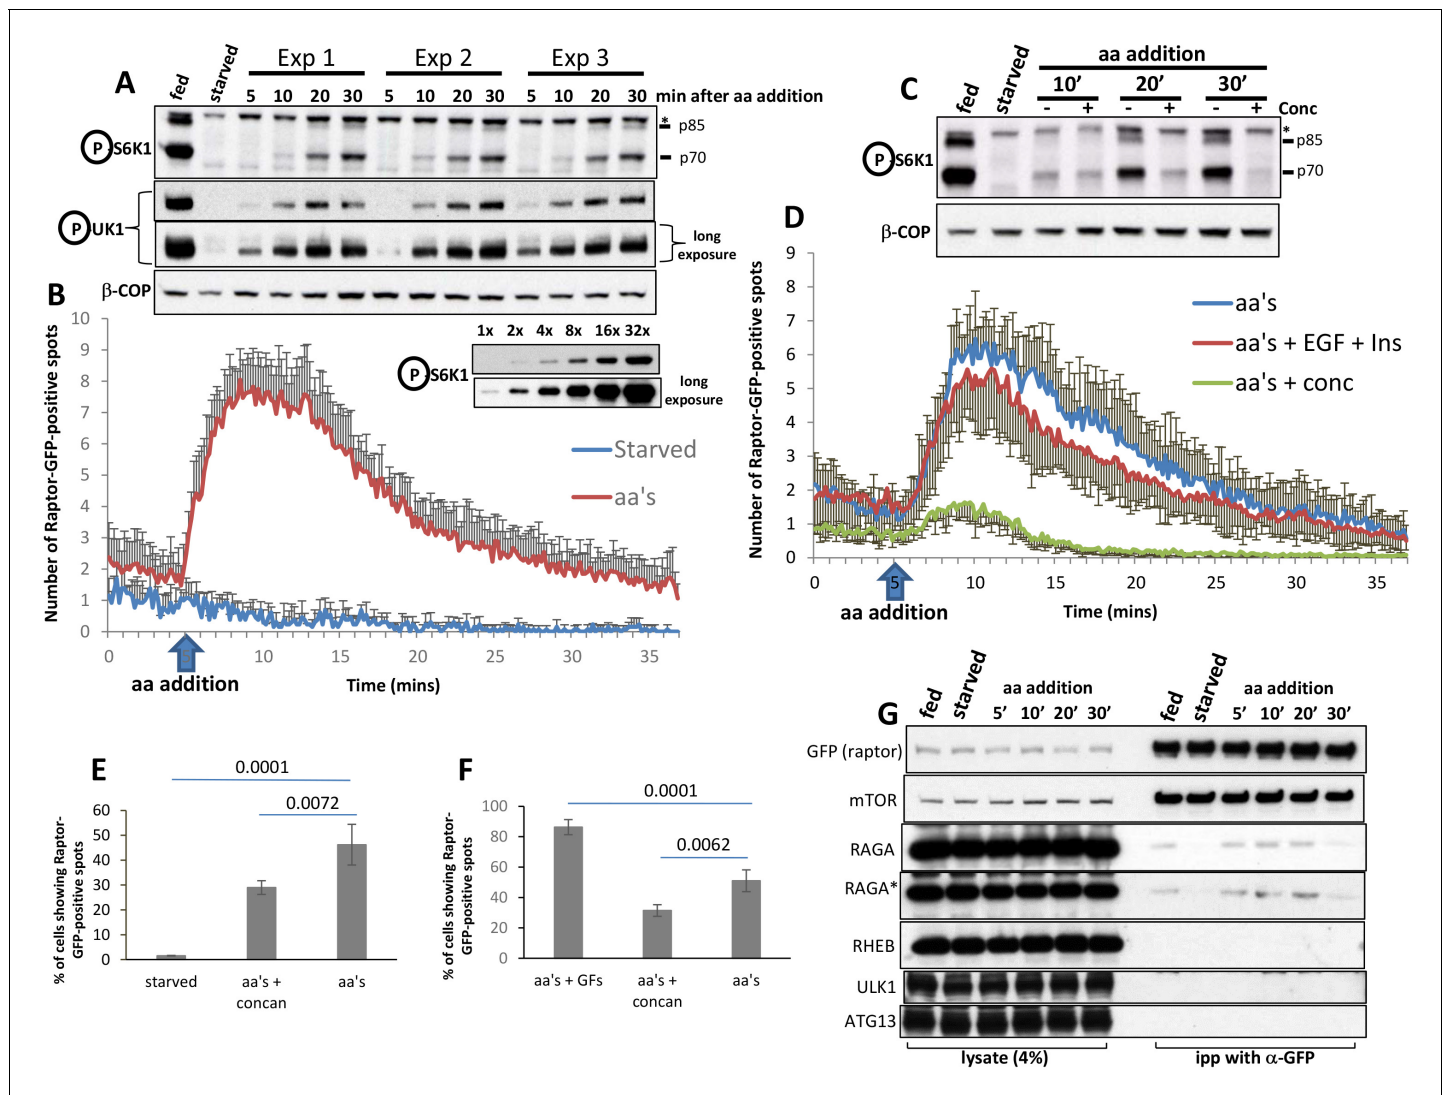 A
fed
starved
Exp 1
Exp 2
Exp 3
5 10 20 30 5 10 20 30 5 10 20 30 min after aa addition
P S6K1
*
p85
p70
P UK1
long
exposure
β-COP
B
1x 2x 4x 8x 16x 32x
P S6K1
long
exposure
Number of Raptor-GFP-positive spots
10
9
8
7
6
5
4
3
2
1
0
Starved
aa's
0 5 10 15 20 25 30 35
aa addition
Time (mins)
C
fed
starved
aa addition
10’ 20’ 30’
- + - + - + Conc
P S6K1
*
p85
p70
β-COP
D
Number of Raptor-GFP-positive spots
9
8
7
6
5
4
3
2
1
0
aa's
aa's + EGF + Ins
aa's + conc
0 5 10 15 20 25 30 35
aa addition
Time (mins)
E
0.0001
0.0072
% of cells showing Raptor-
GFP-positive spots
60
50
40
30
20
10
0
starved
aa's +
concan
aa's
F
0.0001
0.0062
% of cells showing Raptor-
GFP-positive spots
100
80
60
40
20
0
aa's + GFs
aa's +
concan
aa's
G
fed
starved
aa addition
5’ 10’ 20’ 30’
fed
starved
aa addition
5’ 10’ 20’ 30’
GFP (raptor)
mTOR
RAGA
RAGA*
RHEB
ULK1
ATG13
lysate (4%)
ipp with α-GFP